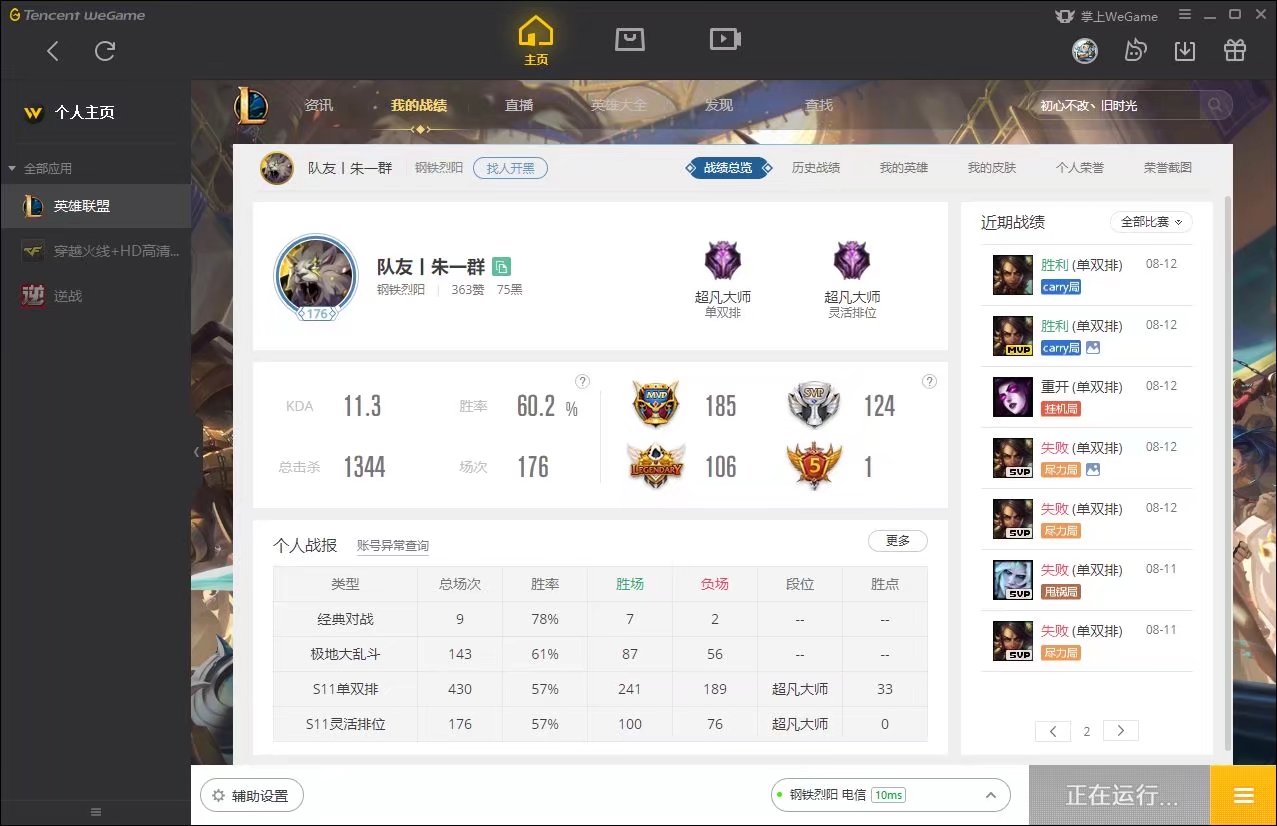 Tencent WeGame
掌上WeGame
主页
个人主页
全部应用
英雄联盟
穿越火线+HD高清...
逆战
资讯
我的战绩
直播
英雄大全
发现
查找
初心不改、旧时光
队友丨朱一群
钢铁烈阳
找人开黑
战绩总览
历史战绩
我的英雄
我的皮肤
个人荣誉
荣誉截图
176
队友丨朱一群
钢铁烈阳 | 363赞 75黑
超凡大师
单双排
超凡大师
灵活排位
KDA 11.3
胜率 60.2 %
总击杀 1344
场次 176
?
MVP 185
SVP 124
LEGENDARY 106
5 1
?
个人战报 账号异常查询
更多
类型 总场次 胜率 胜场 负场 段位 胜点
经典对战 9 78% 7 2 -- --
极地大乱斗 143 61% 87 56 -- --
S11单双排 430 57% 241 189 超凡大师 33
S11灵活排位 176 57% 100 76 超凡大师 0
近期战绩 全部比赛
胜利 (单双排) 08-12
carry局
胜利 (单双排) 08-12
MVP carry局
重开 (单双排) 08-12
挂机局
失败 (单双排) 08-12
SVP 尽力局
失败 (单双排) 08-12
SVP 尽力局
失败 (单双排) 08-11
SVP 甩锅局
失败 (单双排) 08-11
SVP 尽力局
2
辅助设置
钢铁烈阳 电信 10ms
正在运行...